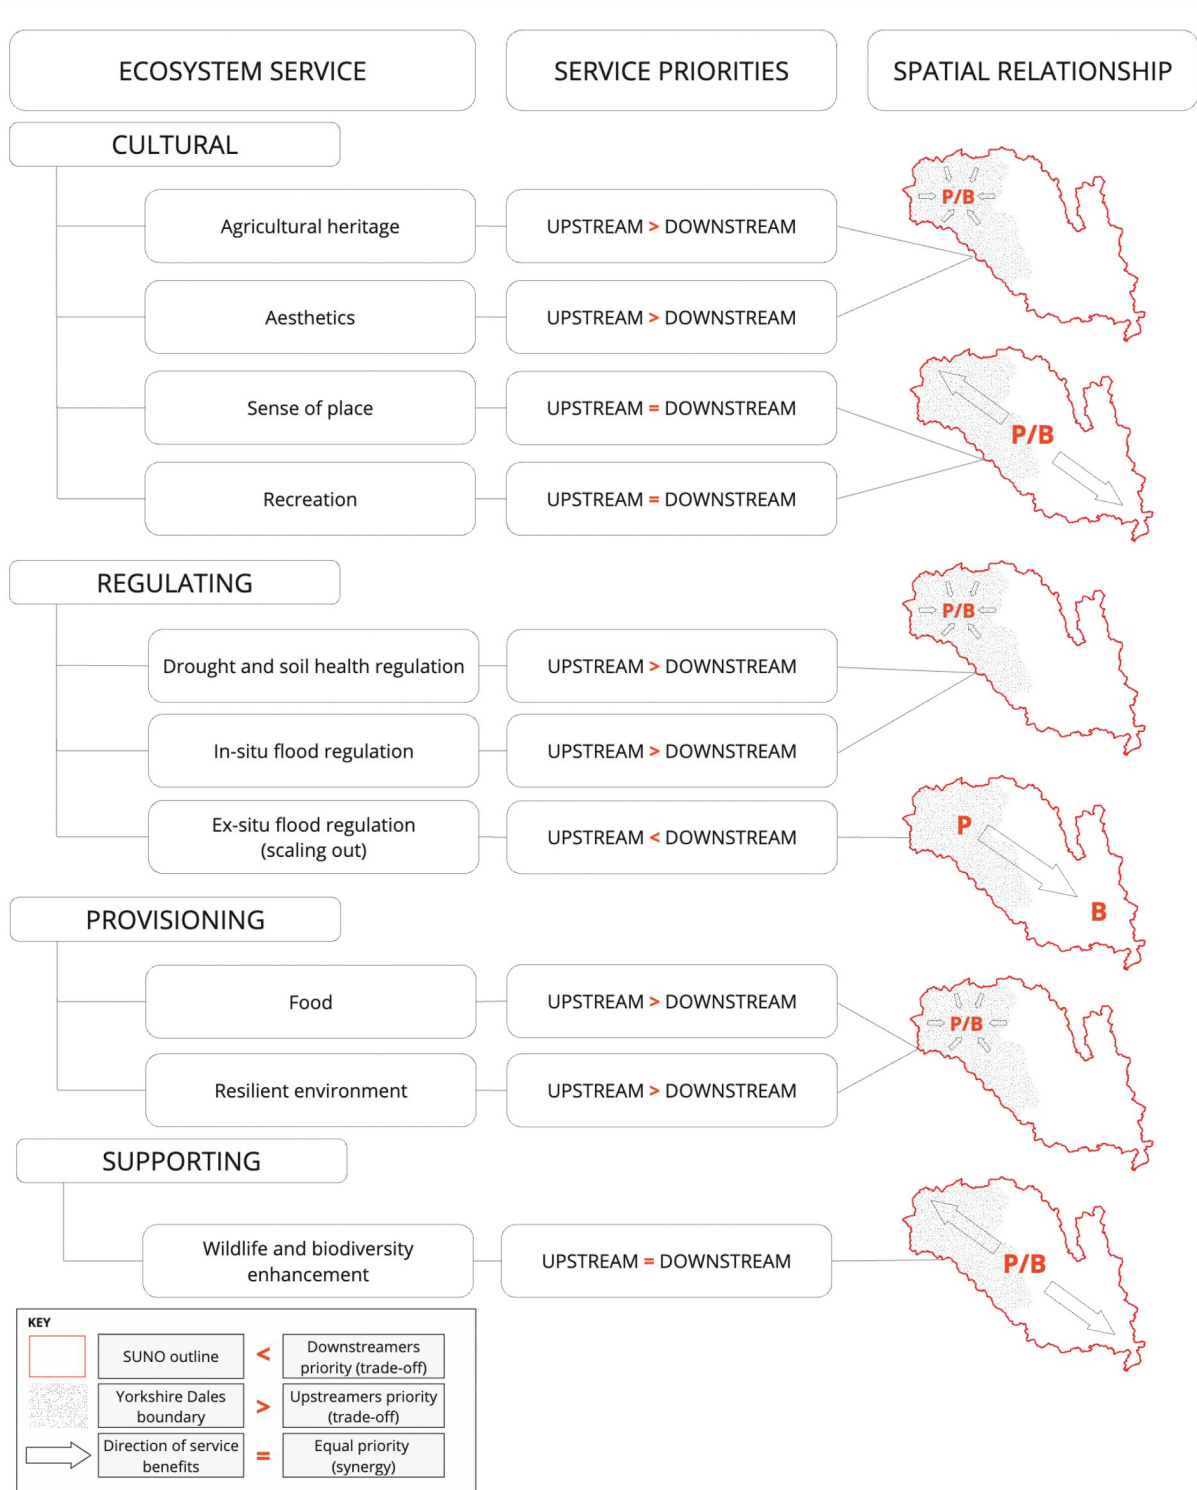 ECOSYSTEM SERVICE
SERVICE PRIORITIES
SPATIAL RELATIONSHIP
CULTURAL
Agricultural heritage
UPSTREAM > DOWNSTREAM
P/B
Aesthetics
UPSTREAM > DOWNSTREAM
Sense of place
UPSTREAM = DOWNSTREAM
P/B
Recreation
UPSTREAM = DOWNSTREAM
REGULATING
P/B
Drought and soil health regulation
UPSTREAM > DOWNSTREAM
In-situ flood regulation
UPSTREAM > DOWNSTREAM
Ex-situ flood regulation
(scaling out)
UPSTREAM < DOWNSTREAM
P
B
PROVISIONING
Food
UPSTREAM > DOWNSTREAM
P/B
Resilient environment
UPSTREAM > DOWNSTREAM
SUPPORTING
Wildlife and biodiversity
enhancement
UPSTREAM = DOWNSTREAM
P/B
KEY
SUNO outline
<
Downstreamers
priority (trade-off)
Yorkshire Dales
boundary
>
Upstreamers priority
(trade-off)
Direction of service
benefits
=
Equal priority
(synergy)